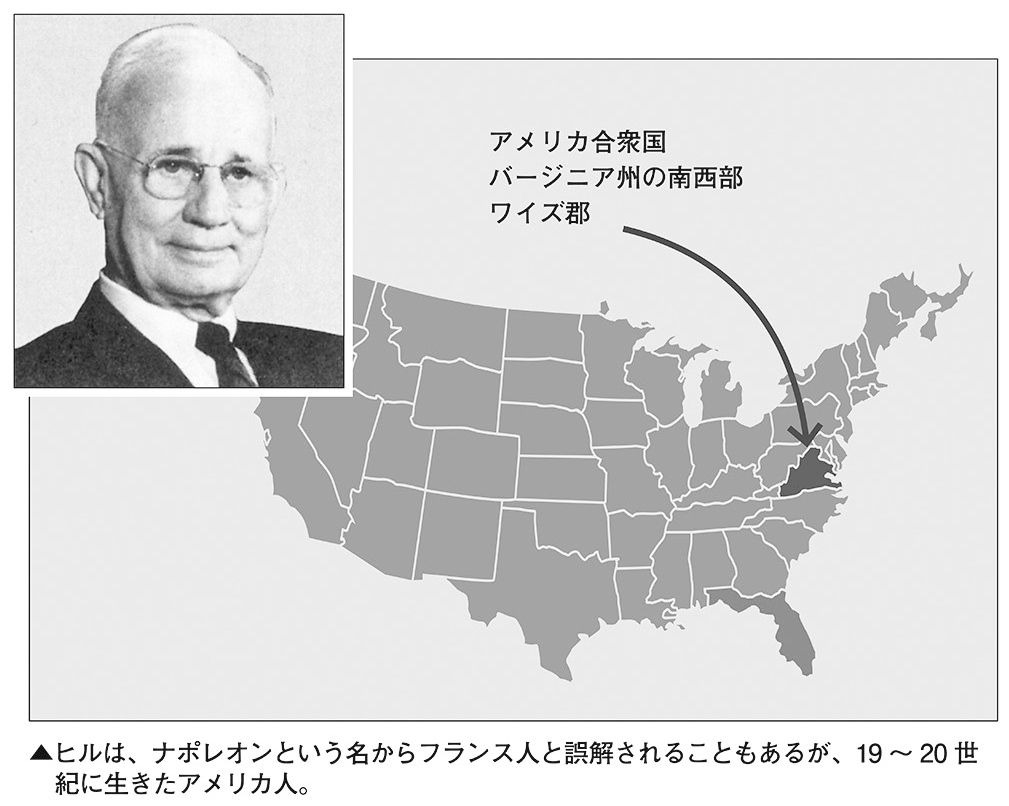 アメリカ合衆国
バージニア州の南西部
ワイズ郡
▲ヒルは、ナポレオンという名からフランス人と誤解されることもあるが、19～20世
紀に生きたアメリカ人。